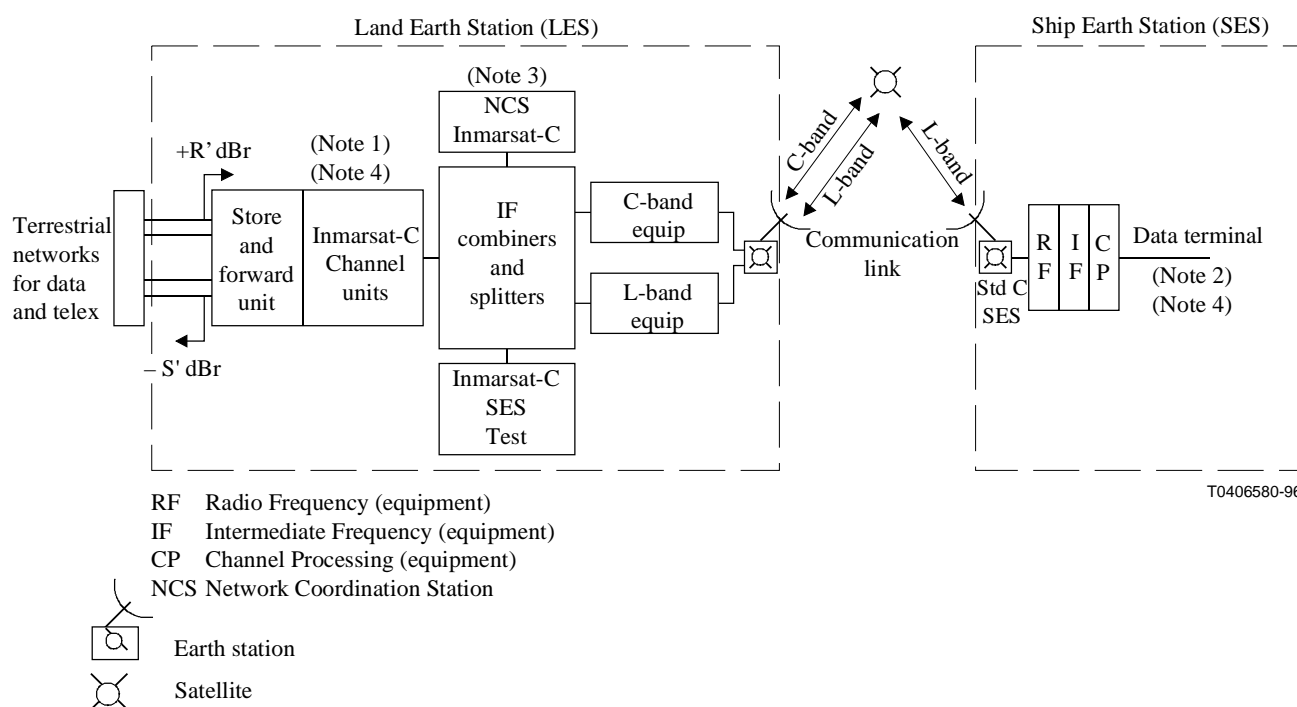 Land Earth Station (LES)
Ship Earth Station (SES)
(Note 3)
NCS
Inmarsat-C
+R' dBr
(Note 1)
(Note 4)
Terrestrial
networks
for data
and telex
Store
and
forward
unit
Inmarsat-C
Channel
units
IF
combiners
and
splitters
C-band
equip
L-band
equip
Inmarsat-C
SES
Test
– S' dBr
C-band
L-band
L-band
Communication
link
Std C
SES
R
F
I
F
C
P
Data terminal
(Note 2)
(Note 4)
T0406580-96
RF Radio Frequency (equipment)
IF Intermediate Frequency (equipment)
CP Channel Processing (equipment)
NCS Network Coordination Station
Earth station
Satellite